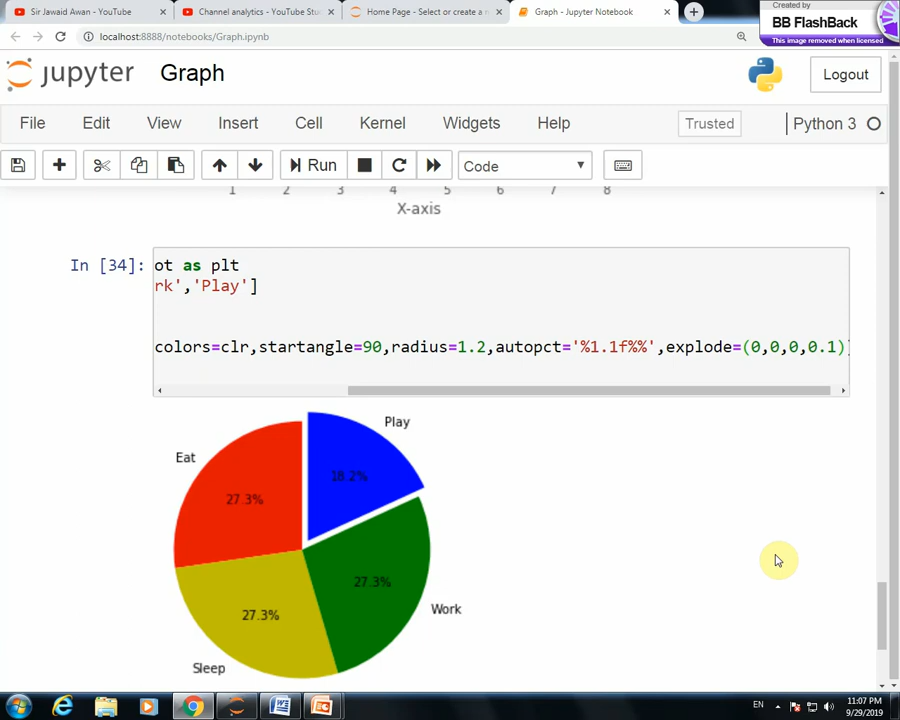 Sir Jawaid Awan - YouTube
Channel analytics - YouTube Stu
Home Page - Select or create a n
Graph - Jupyter Notebook
Created by
BB FlashBack
This image removed when licensed
localhost:8888/notebooks/Graph.ipynb
jupyter Graph
Logout
File Edit View Insert Cell Kernel Widgets Help
Trusted
Python 3
Run
Code
1 2 3 4 5 6 7 8
X-axis
In [34]:
ot as plt
rk','Play']
colors=clr,startangle=90,radius=1.2,autopct='%1.1f%%',explode=(0,0,0,0.1)
Play
Eat
18.2%
27.3%
27.3%
Work
27.3%
Sleep
EN
11:07 PM
9/29/2019